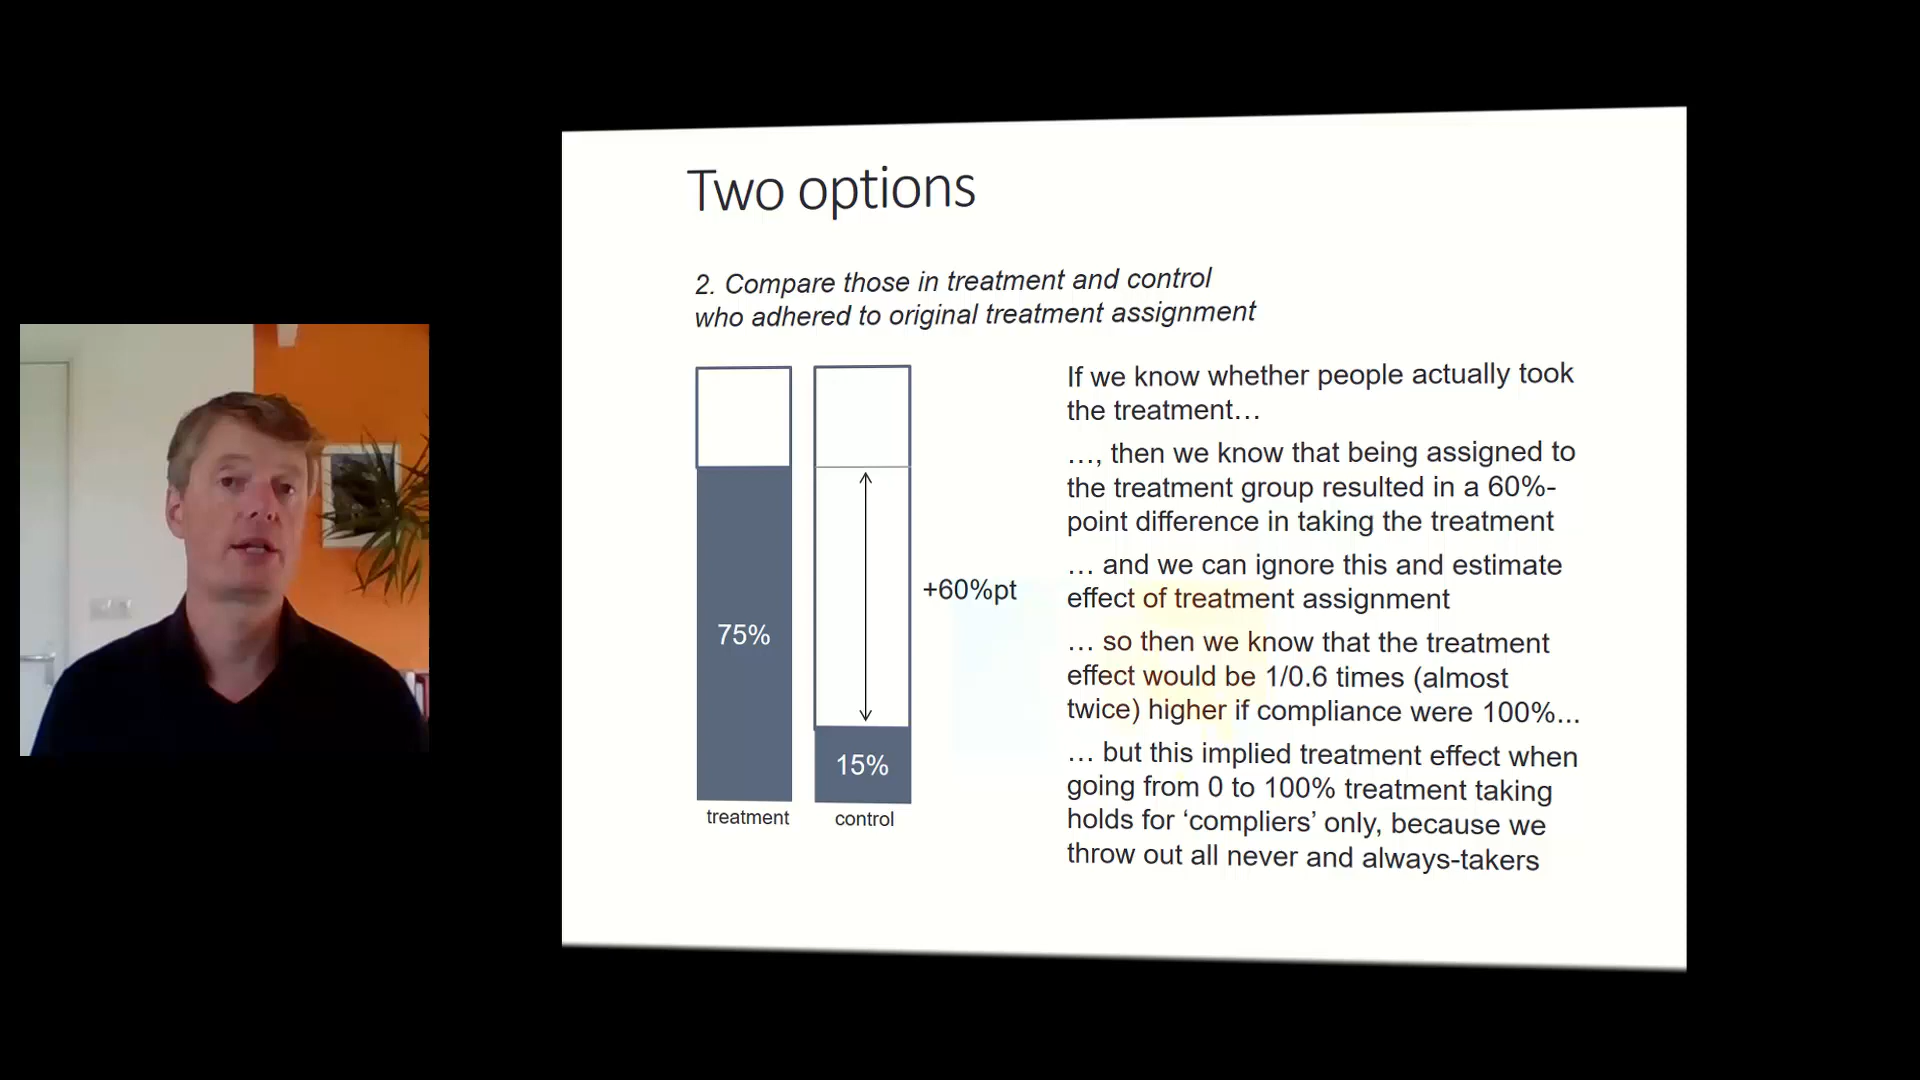 Two options
2. Compare those in treatment and control
who adhered to original treatment assignment
75%
15%
+60%pt
treatment
control
If we know whether people actually took
the treatment…
…, then we know that being assigned to
the treatment group resulted in a 60%-
point difference in taking the treatment
… and we can ignore this and estimate
effect of treatment assignment
… so then we know that the treatment
effect would be 1/0.6 times (almost
twice) higher if compliance were 100%...
… but this implied treatment effect when
going from 0 to 100% treatment taking
holds for ‘compliers’ only, because we
throw out all never and always-takers